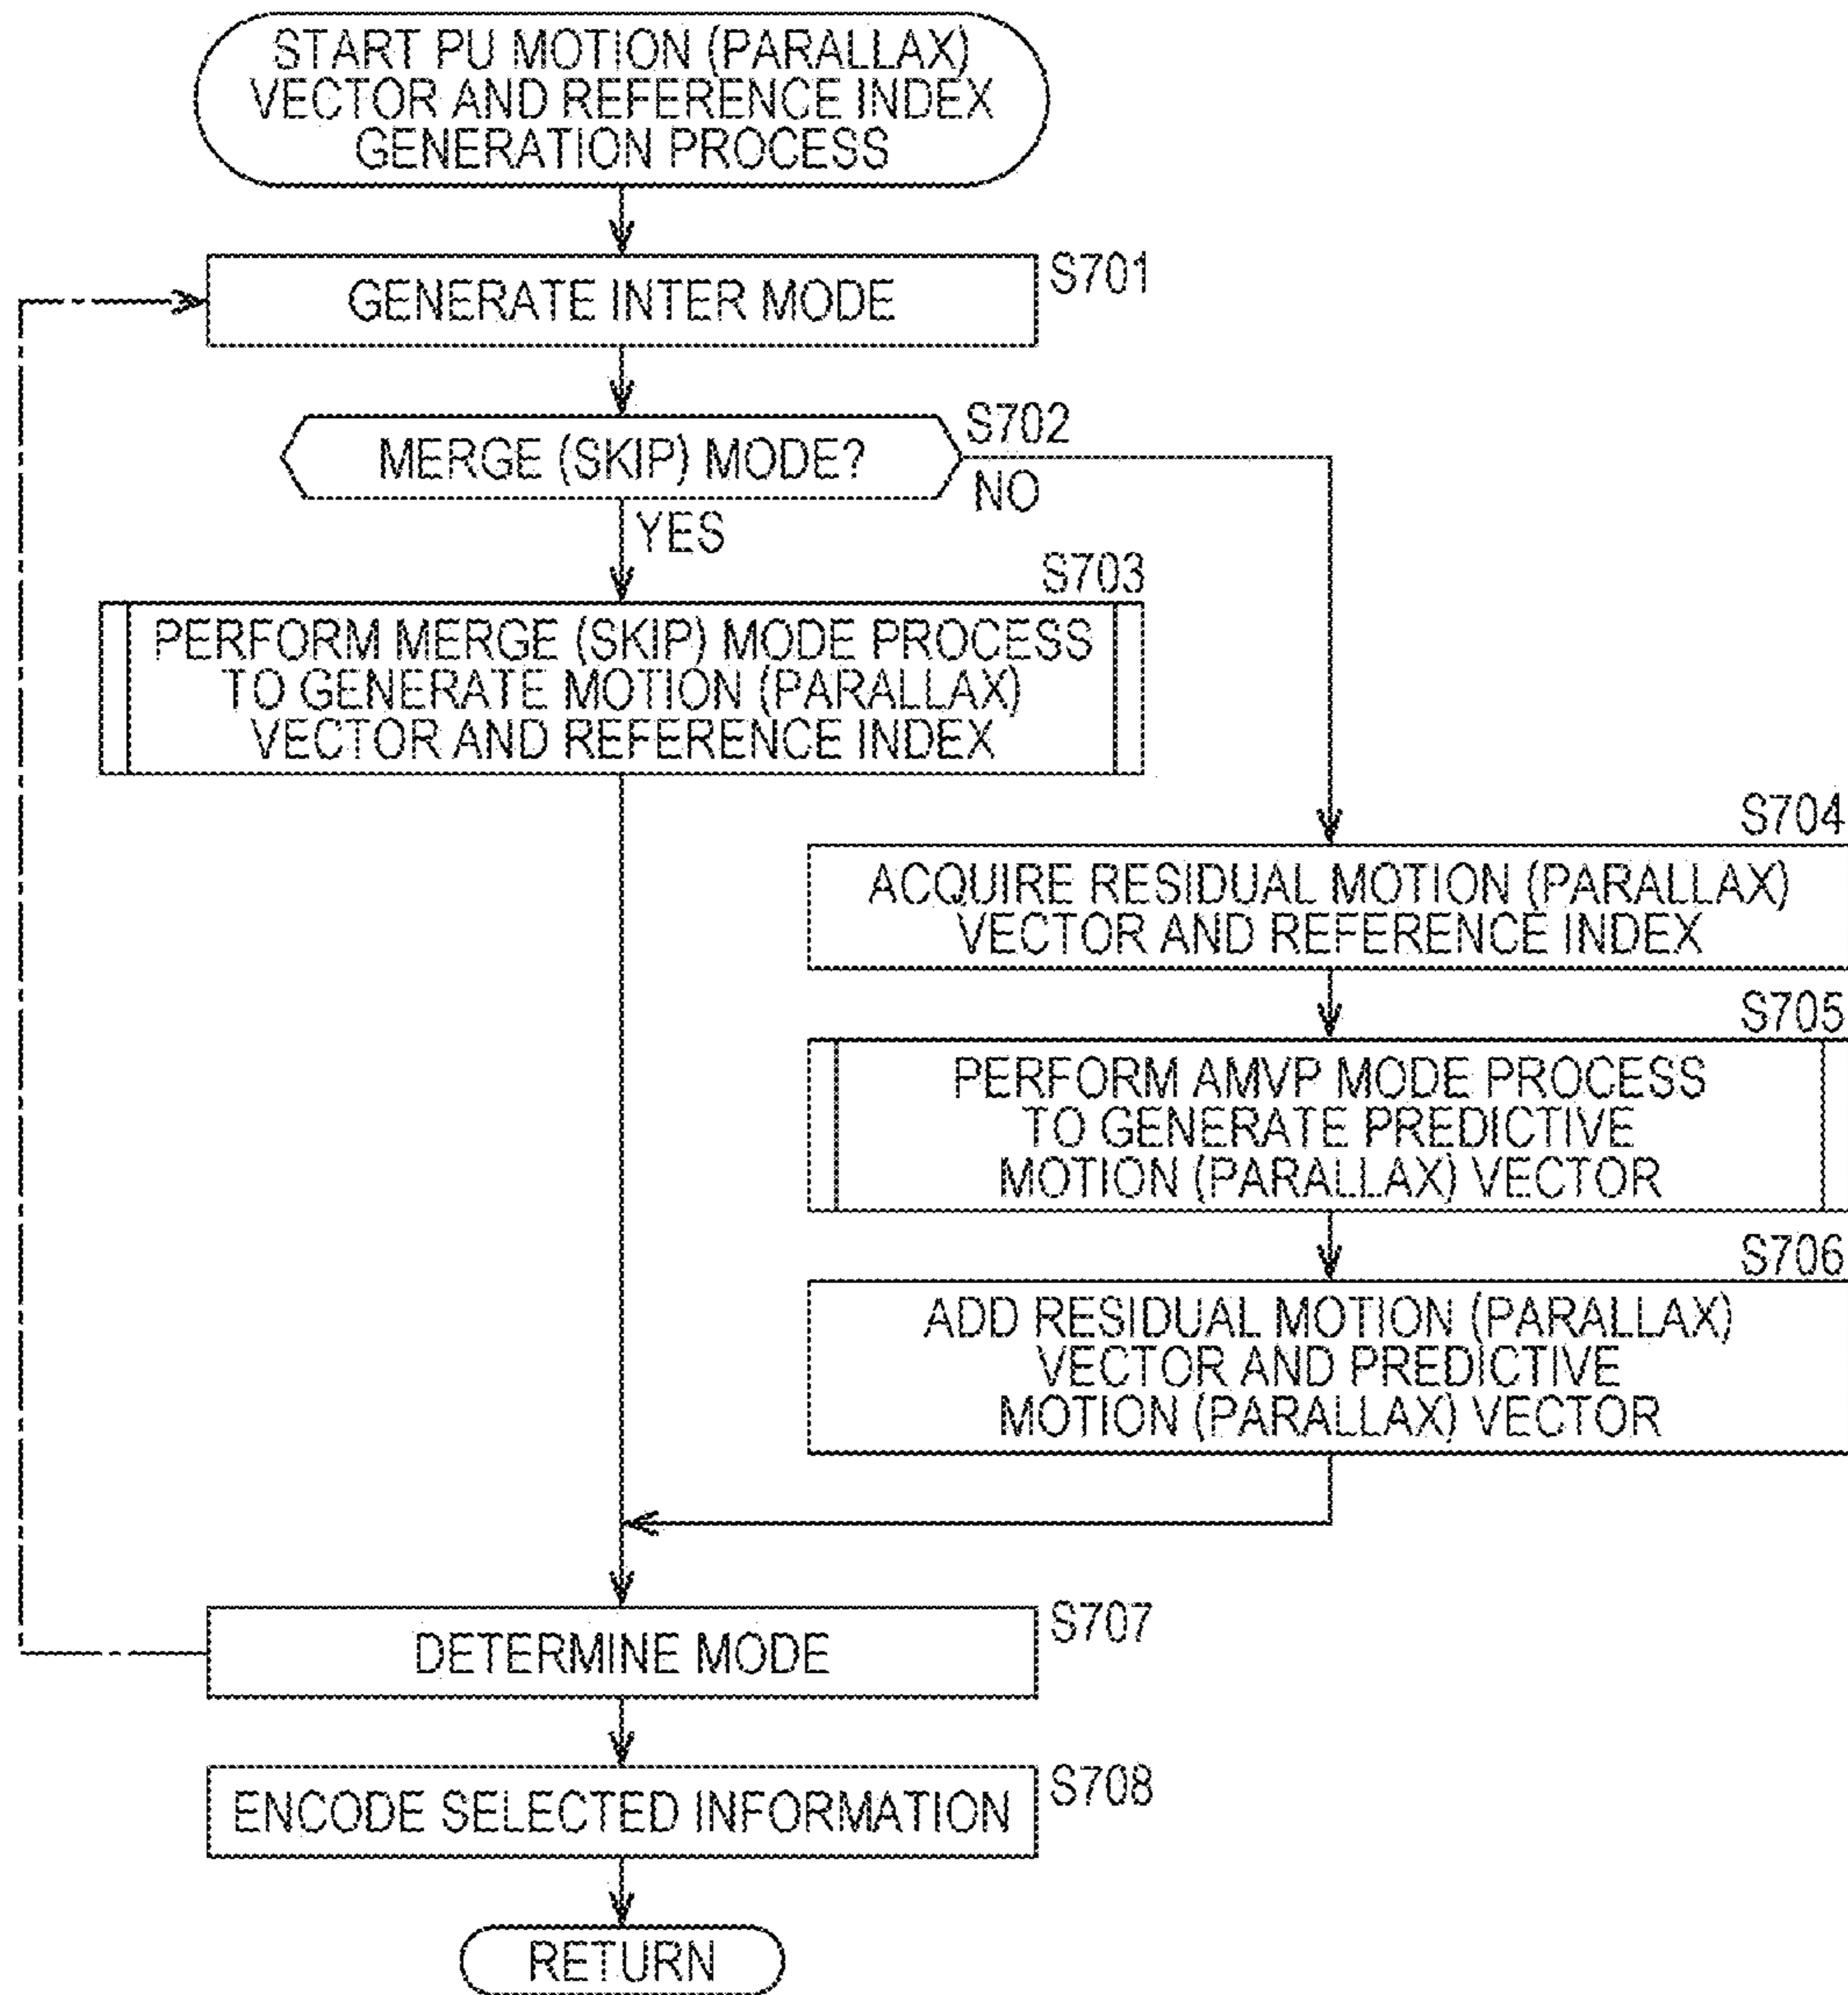 START PU MOTION (PARALLAX)
VECTOR AND REFERENCE INDEX
GENERATION PROCESS
GENERATE INTER MODE
S701
MERGE (SKIP) MODE?
S702
NO
YES
S703
PERFORM MERGE (SKIP) MODE PROCESS
TO GENERATE MOTION (PARALLAX)
VECTOR AND REFERENCE INDEX
S704
ACQUIRE RESIDUAL MOTION (PARALLAX)
VECTOR AND REFERENCE INDEX
S705
PERFORM AMVP MODE PROCESS
TO GENERATE PREDICTIVE
MOTION (PARALLAX) VECTOR
S706
ADD RESIDUAL MOTION (PARALLAX)
VECTOR AND PREDICTIVE
MOTION (PARALLAX) VECTOR
DETERMINE MODE
S707
ENCODE SELECTED INFORMATION
S708
RETURN